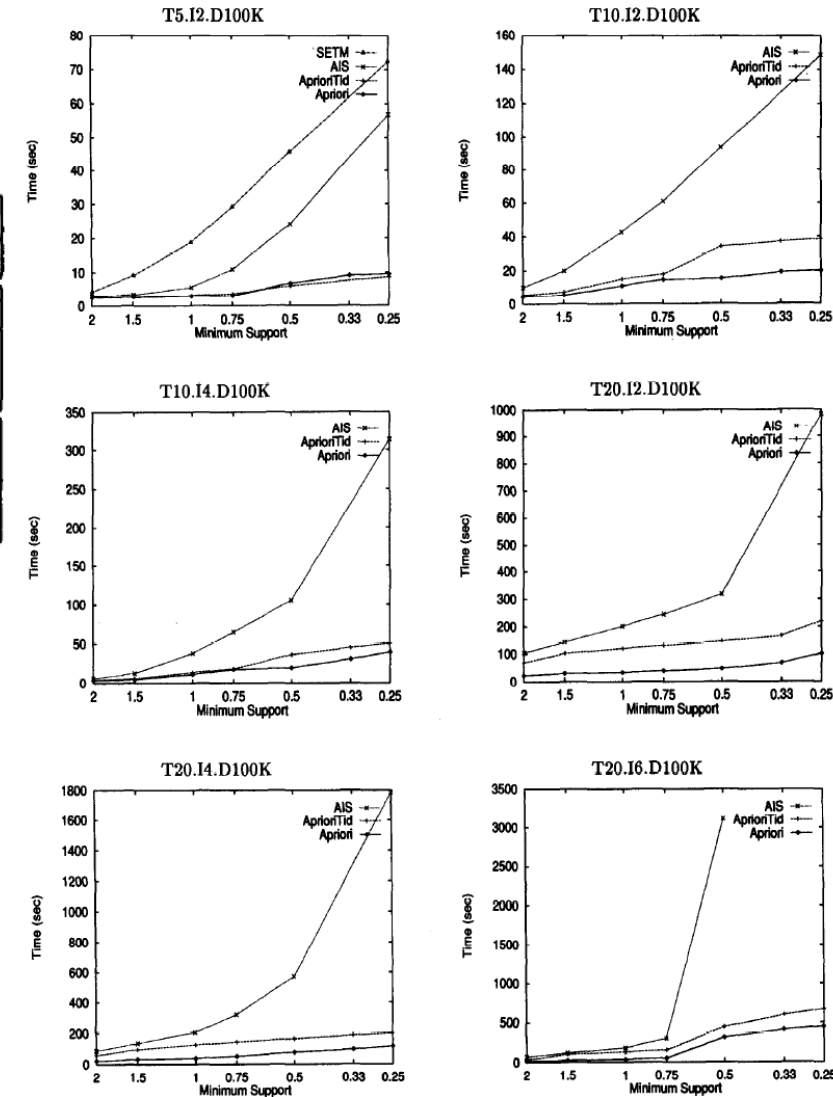 T5.I2.D100K
80
70
60
50
40
30
20
10
0
Time (sec)
SETM
AIS
AprioriTid
Apriori
2 1.5 1 0.75 0.5 0.33 0.25
Minimum Support
T10.I2.D100K
160
140
120
100
80
60
40
20
0
Time (sec)
AIS
AprioriTid
Apriori
2 1.5 1 0.75 0.5 0.33 0.25
Minimum Support
T10.I4.D100K
350
300
250
200
150
100
50
0
Time (sec)
AIS
AprioriTid
Apriori
2 1.5 1 0.75 0.5 0.33 0.25
Minimum Support
T20.I2.D100K
1000
900
800
700
600
500
400
300
200
100
0
Time (sec)
AIS
AprioriTid
Apriori
2 1.5 1 0.75 0.5 0.33 0.25
Minimum Support
T20.I4.D100K
1800
1600
1400
1200
1000
800
600
400
200
0
Time (sec)
AIS
AprioriTid
Apriori
2 1.5 1 0.75 0.5 0.33 0.25
Minimum Support
T20.I6.D100K
3500
3000
2500
2000
1500
1000
500
0
Time (sec)
AIS
AprioriTid
Apriori
2 1.5 1 0.75 0.5 0.33 0.25
Minimum Support